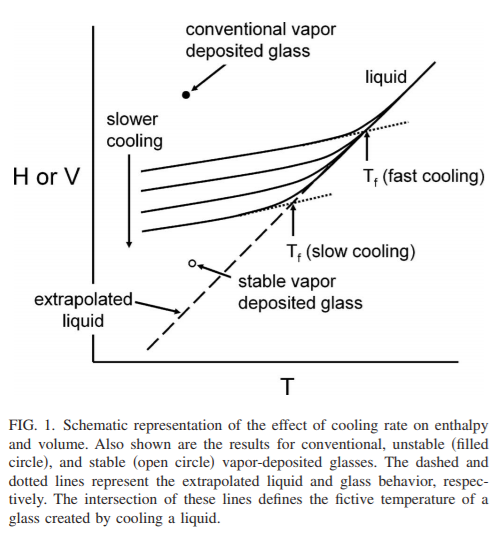 conventional vapor
deposited glass
liquid
slower
cooling
H or V
T_f (fast cooling)
T_f (slow cooling)
stable vapor
deposited glass
extrapolated
liquid
T
FIG. 1. Schematic representation of the effect of cooling rate on enthalpy
and volume. Also shown are the results for conventional, unstable (filled
circle), and stable (open circle) vapor-deposited glasses. The dashed and
dotted lines represent the extrapolated liquid and glass behavior, respec-
tively. The intersection of these lines defines the fictive temperature of a
glass created by cooling a liquid.